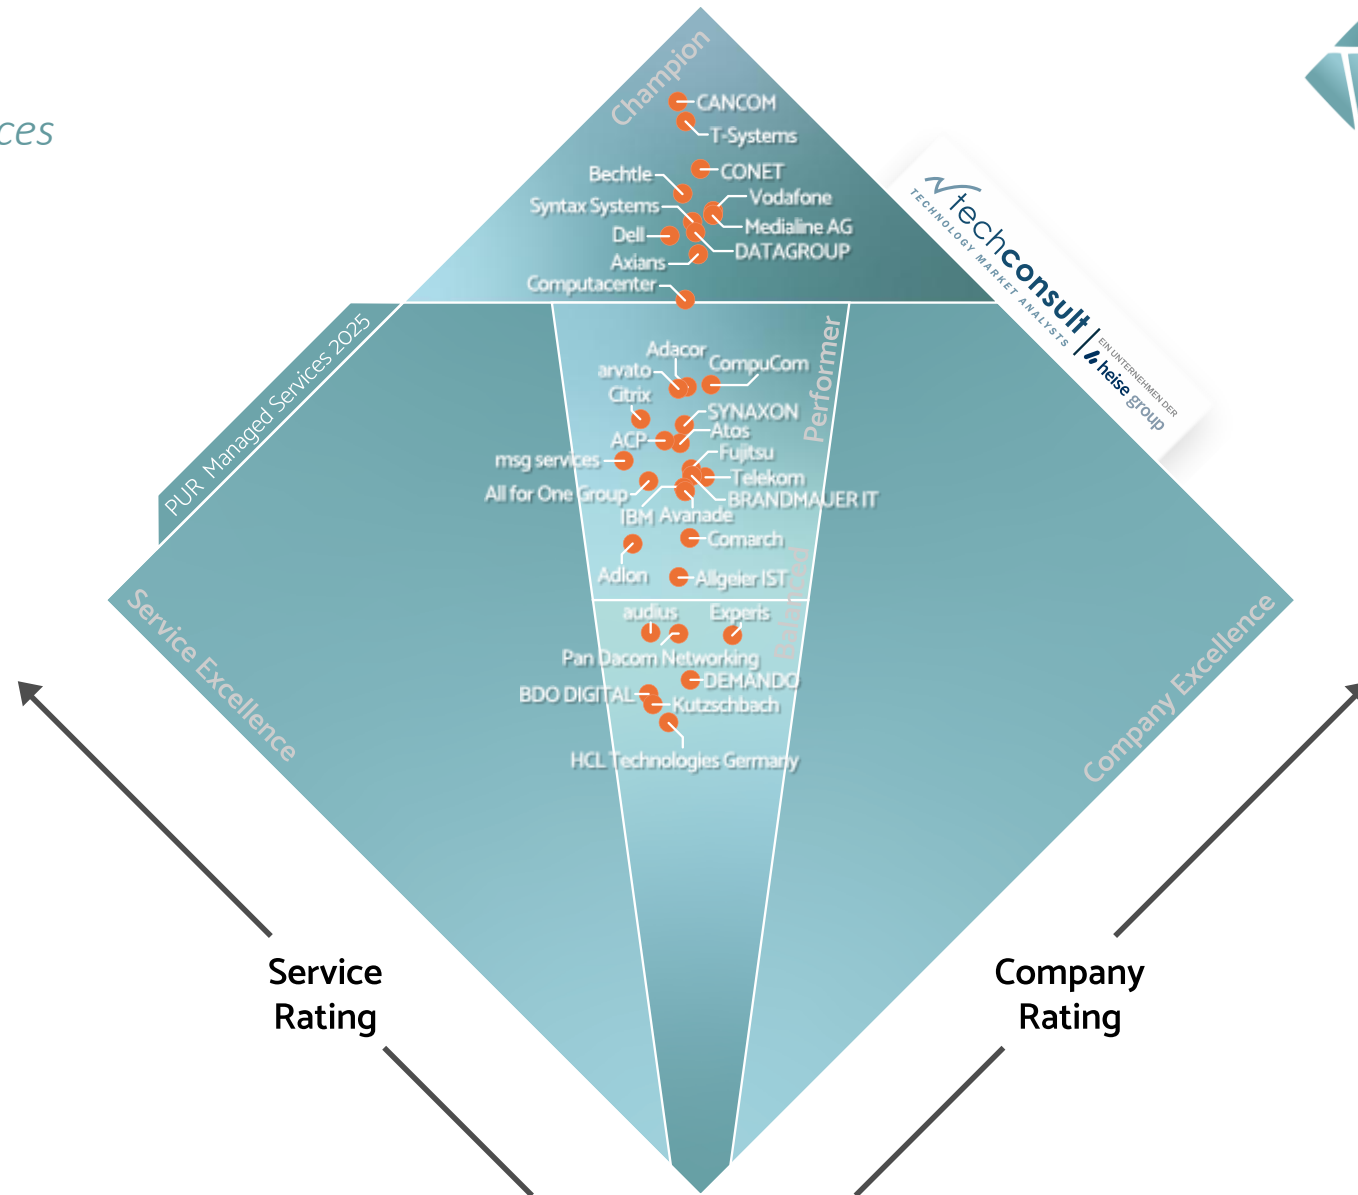 ces
Champion
CANCOM
T-Systems
CONET
Bechtle
Vodafone
Syntax Systems
Medialine AG
Dell
DATAGROUP
Axians
Computacenter
techconsult
TECHNOLOGY MARKET ANALYSTS
EIN UNTERNEHMEN DER
heise group
PUR Managed Services 2025
Performer
Adacor
CompuCom
arvato
Citrix
SYNAXON
Atos
ACP
Fujitsu
msg services
Telekom
All for One Group
BRANDMAUER IT
IBM
Avanade
Comarch
Adlon
Allgeier IST
Balanced
audius
Experis
Pan Dacom Networking
DEMANDO
BDO DIGITAL
Kutzschbach
HCL Technologies Germany
Service Excellence
Company Excellence
Service
Rating
Company
Rating